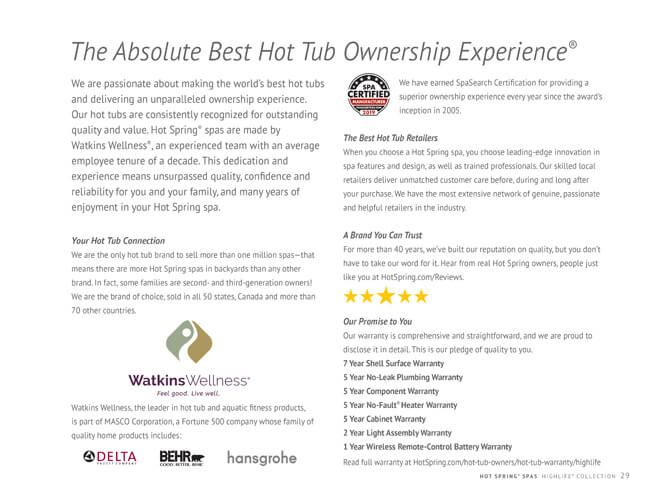 The Absolute Best Hot Tub Ownership Experience®
We are passionate about making the world's best hot tubs
and delivering an unparalleled ownership experience.
Our hot tubs are consistently recognized for outstanding
quality and value. Hot Spring® spas are made by
Watkins Wellness®, an experienced team with an average
employee tenure of a decade. This dedication and
experience means unsurpassed quality, confidence and
reliability for you and your family, and many years of
enjoyment in your Hot Spring spa.
Your Hot Tub Connection
We are the only hot tub brand to sell more than one million spas—that
means there are more Hot Spring spas in backyards than any other
brand. In fact, some families are second- and third-generation owners!
We are the brand of choice, sold in all 50 states, Canada and more than
70 other countries.
WatkinsWellness®
Feel good. Live well.
Watkins Wellness, the leader in hot tub and aquatic fitness products,
is part of MASCO Corporation, a Fortune 500 company whose family of
quality home products includes:
DELTA
FAUCET COMPANY
BEHR
GOOD. BETTER. BEHR.
hansgrohe
SPA
CERTIFIED
MANUFACTURER
2019
We have earned SpaSearch Certification for providing a
superior ownership experience every year since the award's
inception in 2005.
The Best Hot Tub Retailers
When you choose a Hot Spring spa, you choose leading-edge innovation in
spa features and design, as well as trained professionals. Our skilled local
retailers deliver unmatched customer care before, during and long after
your purchase. We have the most extensive network of genuine, passionate
and helpful retailers in the industry.
A Brand You Can Trust
For more than 40 years, we've built our reputation on quality, but you don't
have to take our word for it. Hear from real Hot Spring owners, people just
like you at HotSpring.com/Reviews.
Our Promise to You
Our warranty is comprehensive and straightforward, and we are proud to
disclose it in detail. This is our pledge of quality to you.
7 Year Shell Surface Warranty
5 Year No-Leak Plumbing Warranty
5 Year Component Warranty
5 Year No-Fault® Heater Warranty
5 Year Cabinet Warranty
2 Year Light Assembly Warranty
1 Year Wireless Remote-Control Battery Warranty
Read full warranty at HotSpring.com/hot-tub-owners/hot-tub-warranty/highlife
HOT SPRING® SPAS HIGHLIFE® COLLECTION 29